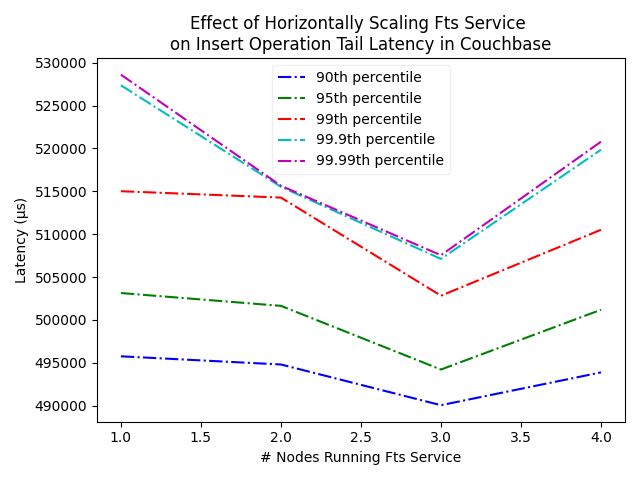 Effect of Horizontally Scaling Fts Service
on Insert Operation Tail Latency in Couchbase
530000
525000
520000
515000
510000
505000
500000
495000
490000
Latency (µs)
90th percentile
95th percentile
99th percentile
99.9th percentile
99.99th percentile
1.0 1.5 2.0 2.5 3.0 3.5 4.0
# Nodes Running Fts Service